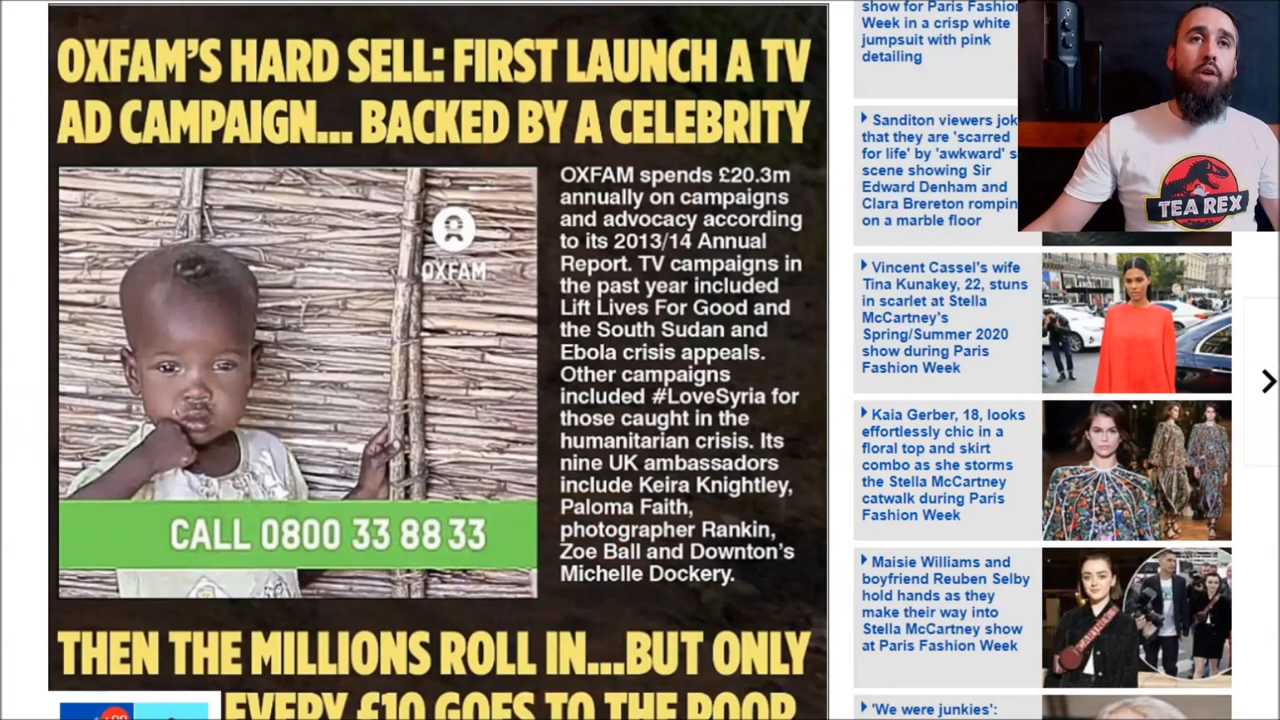 OXFAM'S HARD SELL: FIRST LAUNCH A TV
AD CAMPAIGN... BACKED BY A CELEBRITY
OXFAM
CALL 0800 33 88 33
OXFAM spends £20.3m
annually on campaigns
and advocacy according
to its 2013/14 Annual
Report. TV campaigns in
the past year included
Lift Lives For Good and
the South Sudan and
Ebola crisis appeals.
Other campaigns
included #LoveSyria for
those caught in the
humanitarian crisis. Its
nine UK ambassadors
include Keira Knightley,
Paloma Faith,
photographer Rankin,
Zoe Ball and Downton's
Michelle Dockery.
THEN THE MILLIONS ROLL IN...BUT ONLY
EVERY £10 GOES TO THE POOR
show for Paris Fashion
Week in a crisp white
jumpsuit with pink
detailing
Sanditon viewers jok
that they are 'scarred
for life' by 'awkward' s
scene showing Sir
Edward Denham and
Clara Brereton rompin
on a marble floor
Vincent Cassel's wife
Tina Kunakey, 22, stuns
in scarlet at Stella
McCartney's
Spring/Summer 2020
show during Paris
Fashion Week
Kaia Gerber, 18, looks
effortlessly chic in a
floral top and skirt
combo as she storms
the Stella McCartney
catwalk during Paris
Fashion Week
Maisie Williams and
boyfriend Reuben Selby
hold hands as they
make their way into
Stella McCartney show
at Paris Fashion Week
'We were junkies':
TEA REX